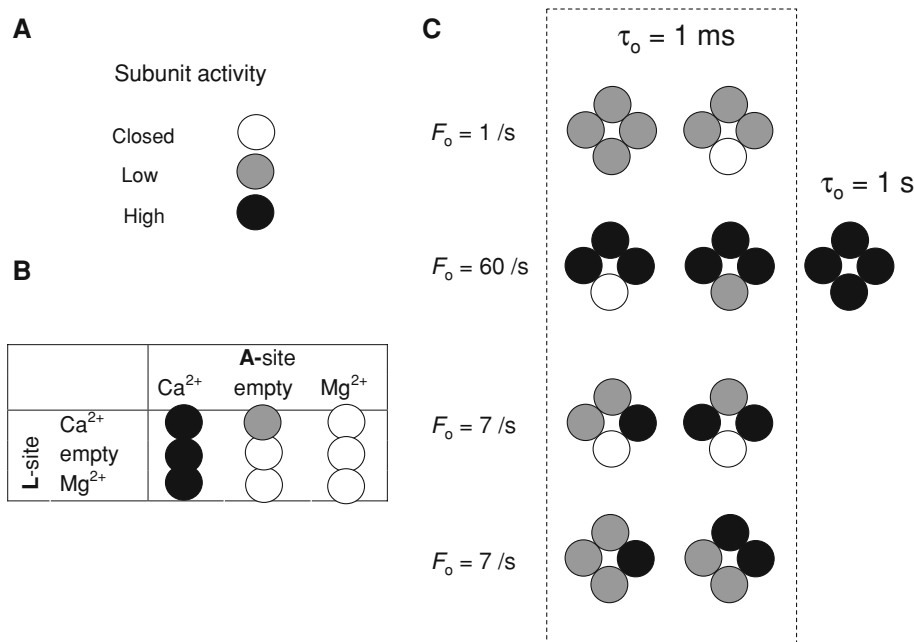 A
Subunit activity
Closed
Low
High
B
A-site
Ca²⁺ empty Mg²⁺
L-site
Ca²⁺
empty
Mg²⁺
C
τₒ = 1 ms
Fₒ = 1 /s
τₒ = 1 s
Fₒ = 60 /s
Fₒ = 7 /s
Fₒ = 7 /s